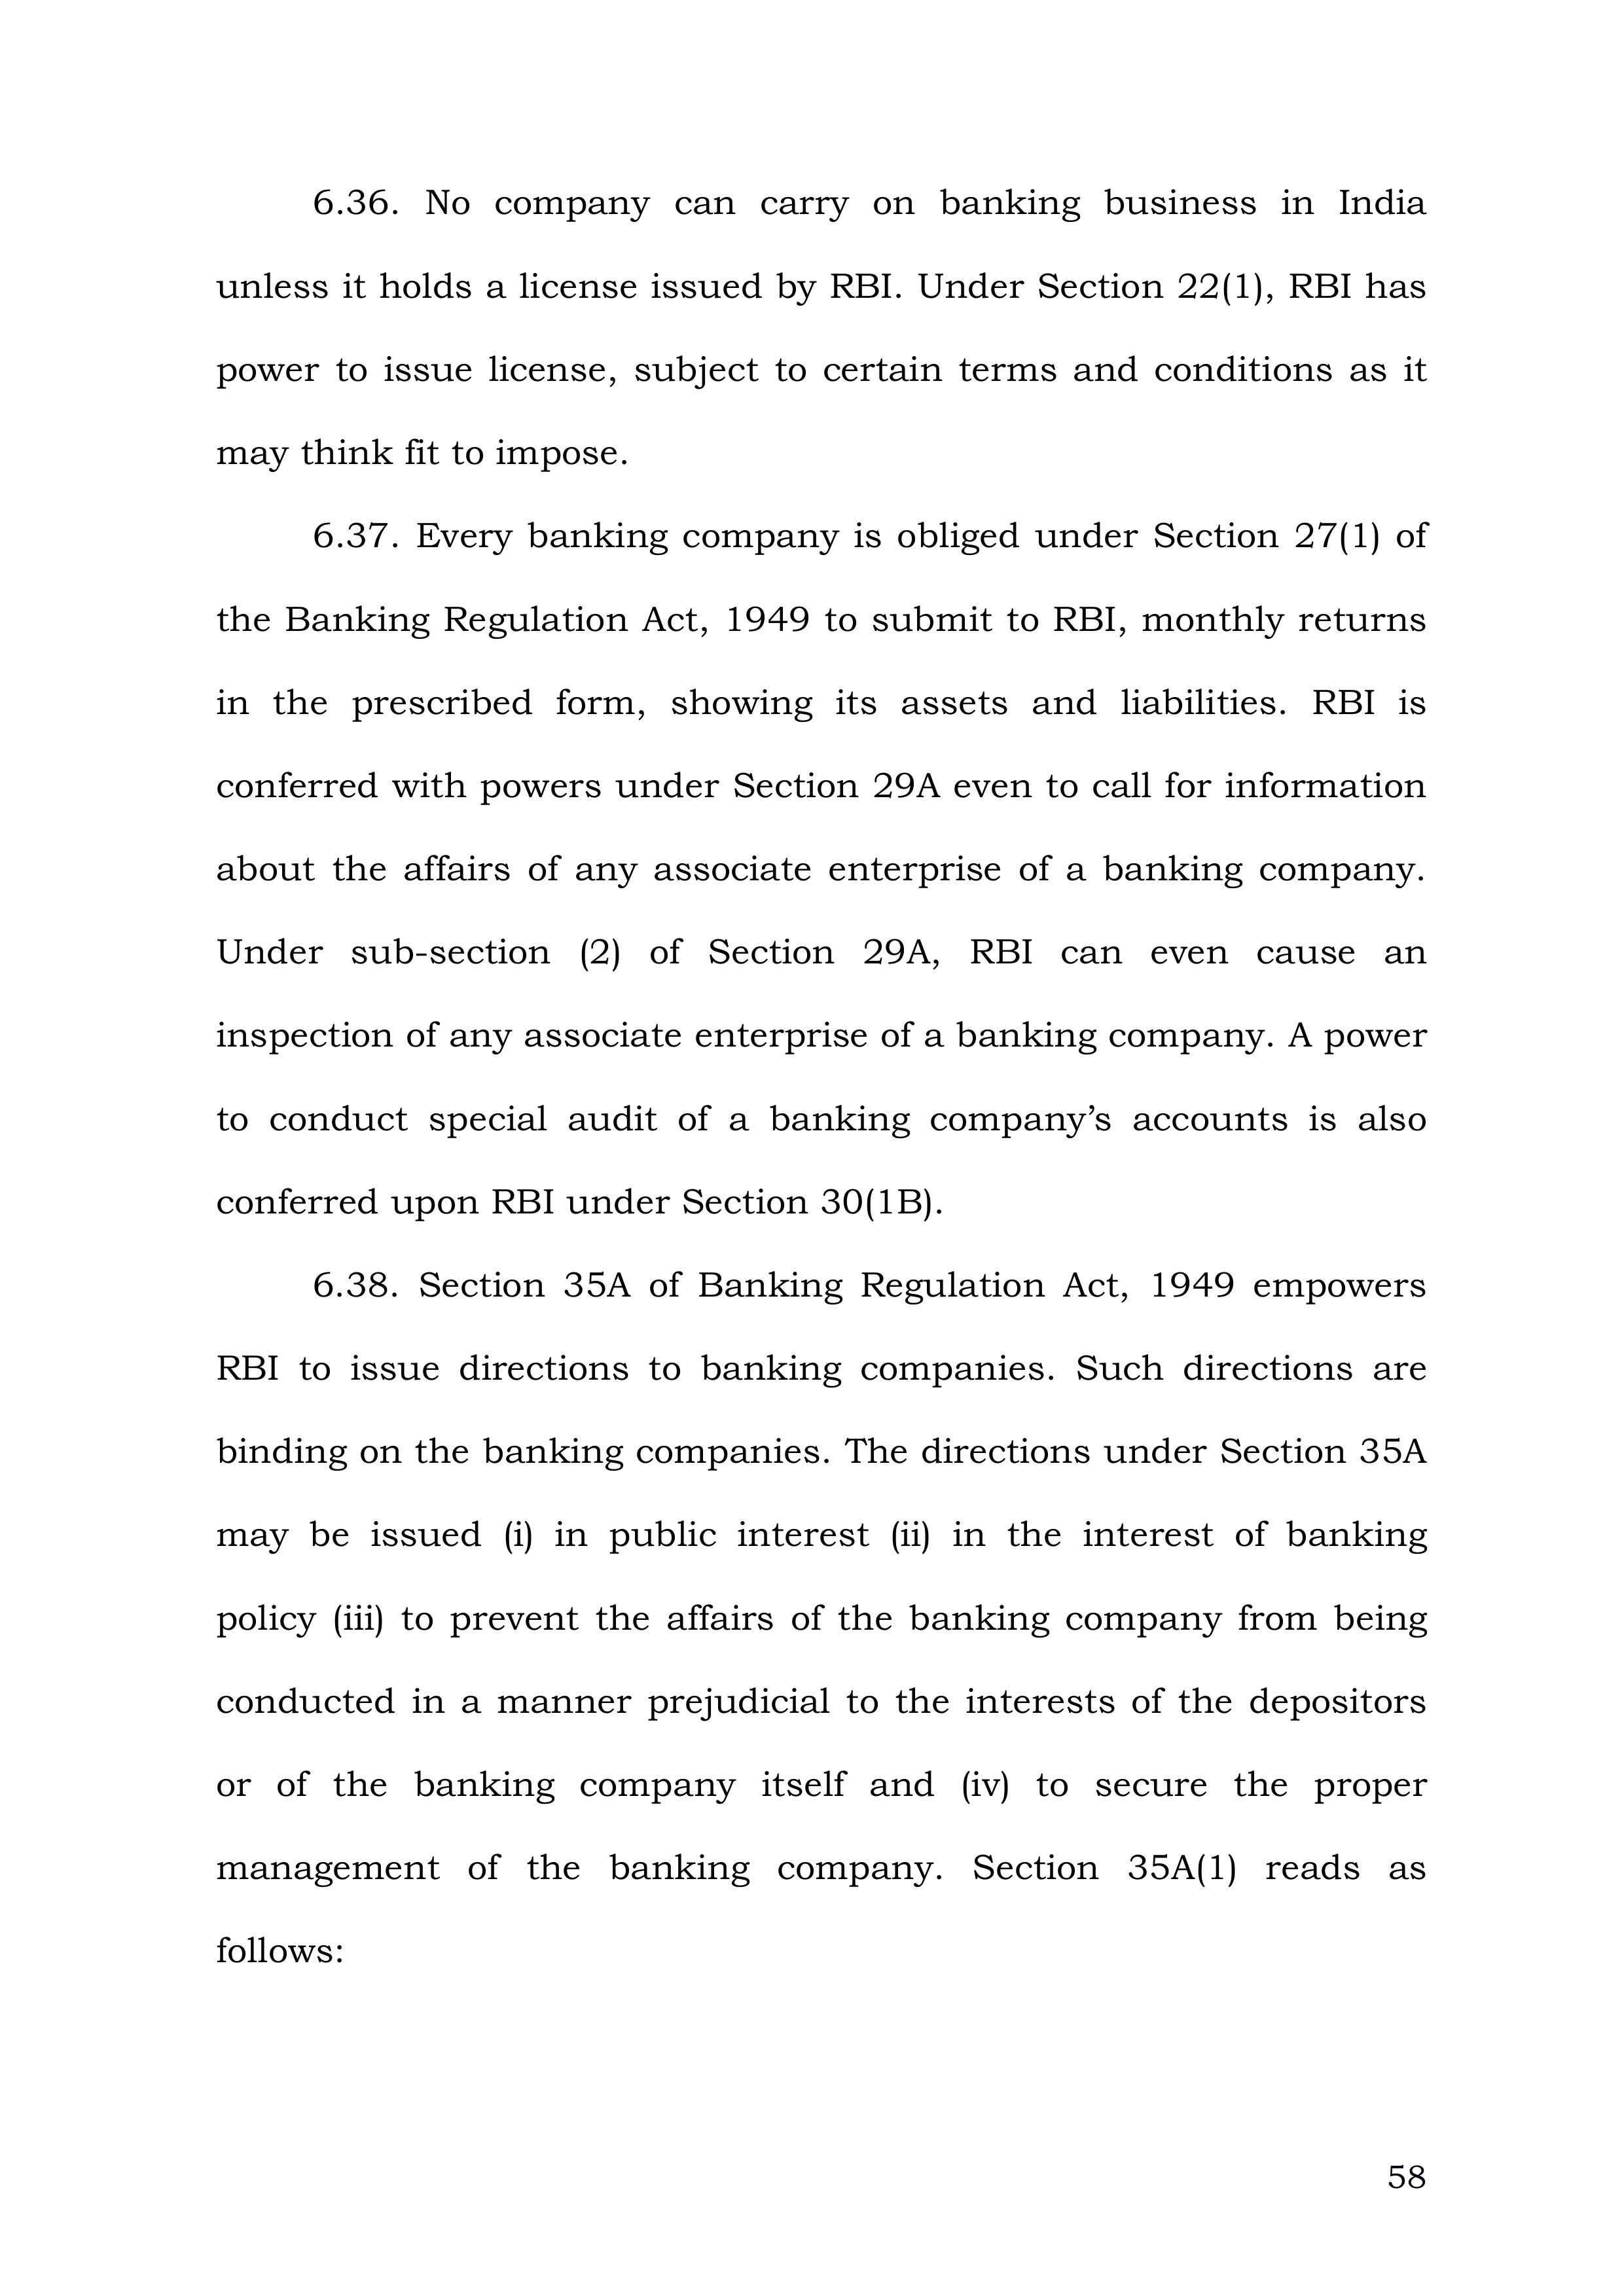 6.36. No company can carry on banking business in India
unless it holds a license issued by RBI. Under Section 22(1), RBI has
power to issue license, subject to certain terms and conditions as it
may think fit to impose.
6.37. Every banking company is obliged under Section 27(1) of
the Banking Regulation Act, 1949 to submit to RBI, monthly returns
in the prescribed form, showing its assets and liabilities. RBI is
conferred with powers under Section 29A even to call for information
about the affairs of any associate enterprise of a banking company.
Under sub-section (2) of Section 29A, RBI can even cause an
inspection of any associate enterprise of a banking company. A power
to conduct special audit of a banking company’s accounts is also
conferred upon RBI under Section 30(1B).
6.38. Section 35A of Banking Regulation Act, 1949 empowers
RBI to issue directions to banking companies. Such directions are
binding on the banking companies. The directions under Section 35A
may be issued (i) in public interest (ii) in the interest of banking
policy (iii) to prevent the affairs of the banking company from being
conducted in a manner prejudicial to the interests of the depositors
or of the banking company itself and (iv) to secure the proper
management of the banking company. Section 35A(1) reads as
follows:
58